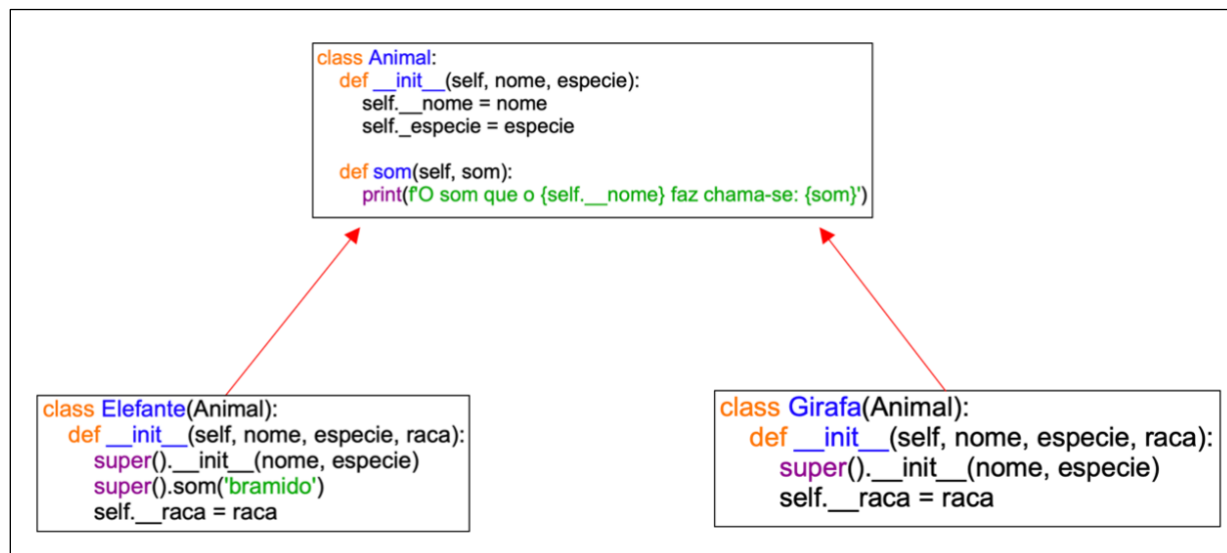 class Animal:
def __init__(self, nome, especie):
self.__nome = nome
self._especie = especie
def som(self, som):
print(f'O som que o {self.__nome} faz chama-se: {som}')
class Elefante(Animal):
def __init__(self, nome, especie, raca):
super().__init__(nome, especie)
super().som('bramido')
self.__raca = raca
class Girafa(Animal):
def __init__(self, nome, especie, raca):
super().__init__(nome, especie)
self.__raca = raca